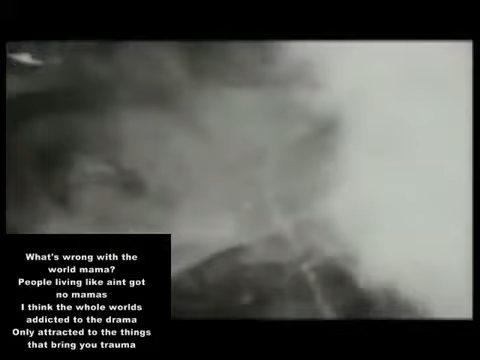 What's wrong with the
world mama?
People living like aint got
no mamas
I think the whole worlds
addicted to the drama
Only attracted to the things
that bring you trauma